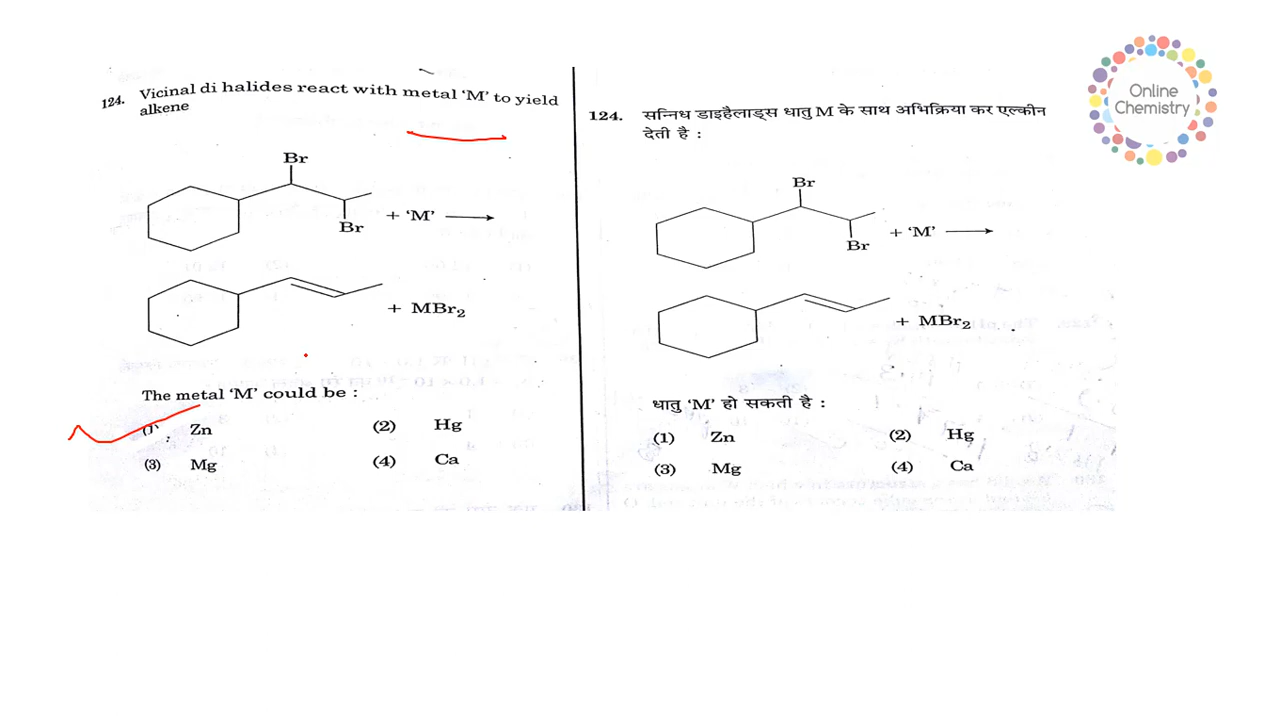 124. Vicinal di halides react with metal 'M' to yield
alkene
Br
Br
+ 'M'
+ MBr₂
The metal 'M' could be :
(1) Zn (2) Hg
(3) Mg (4) Ca
124. सन्निध डाइहैलाड्स धातु M के साथ अभिक्रिया कर एल्कीन
देती है :
Br
Br
+ 'M'
+ MBr₂
धातु 'M' हो सकती है :
(1) Zn (2) Hg
(3) Mg (4) Ca
Online
Chemistry